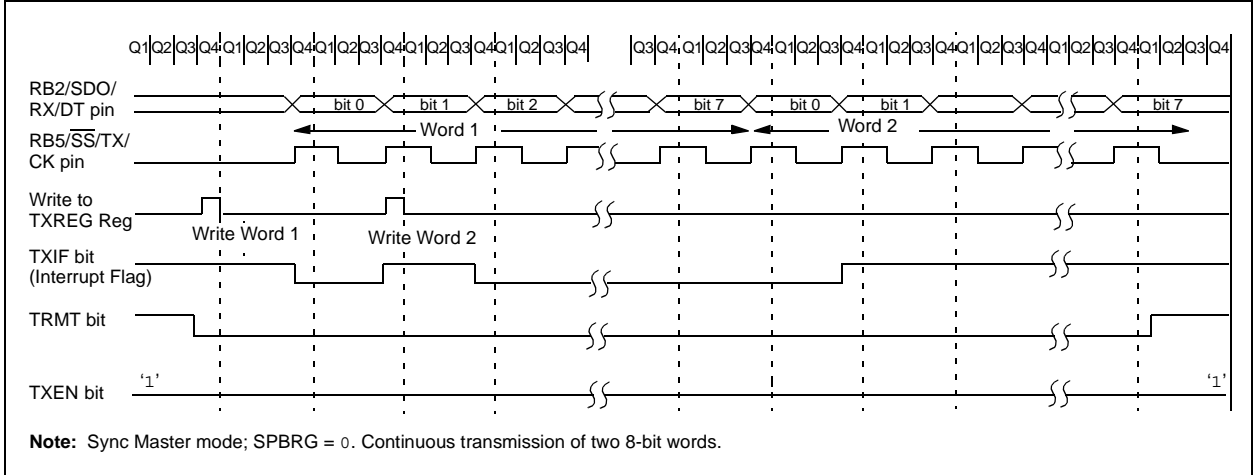 Q1 Q2 Q3 Q4 Q1 Q2 Q3 Q4 Q1 Q2 Q3 Q4 Q1 Q2 Q3 Q4 Q1 Q2 Q3 Q4 Q3 Q4 Q1 Q2 Q3 Q4 Q1 Q2 Q3 Q4 Q1 Q2 Q3 Q4 Q1 Q2 Q3 Q4 Q1 Q2 Q3 Q4 Q1 Q2 Q3 Q4
RB2/SDO/
RX/DT pin
bit 0 bit 1 bit 2 bit 7 bit 0 bit 1 bit 7
Word 1 Word 2
RB5/SS/TX/
CK pin
Write to
TXREG Reg
Write Word 1 Write Word 2
TXIF bit
(Interrupt Flag)
TRMT bit
TXEN bit
‘1’ ‘1’
Note: Sync Master mode; SPBRG = 0. Continuous transmission of two 8-bit words.